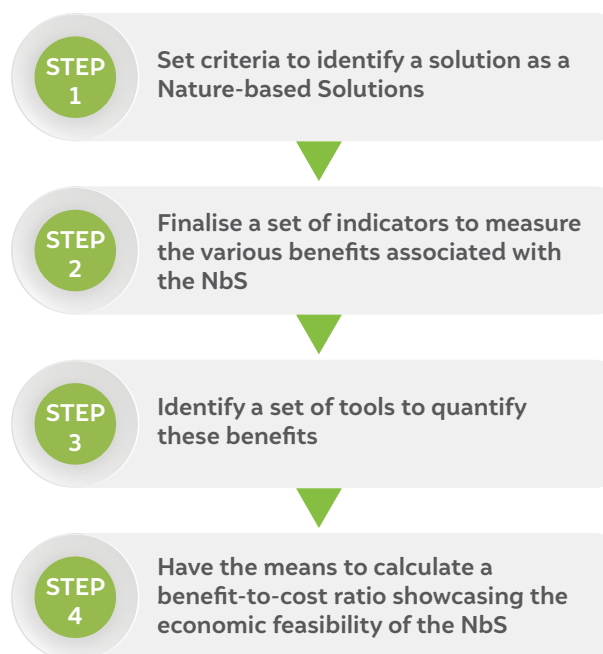 STEP
1
Set criteria to identify a solution as a
Nature-based Solutions
STEP
2
Finalise a set of indicators to measure
the various benefits associated with
the NbS
STEP
3
Identify a set of tools to quantify
these benefits
STEP
4
Have the means to calculate a
benefit-to-cost ratio showcasing the
economic feasibility of the NbS